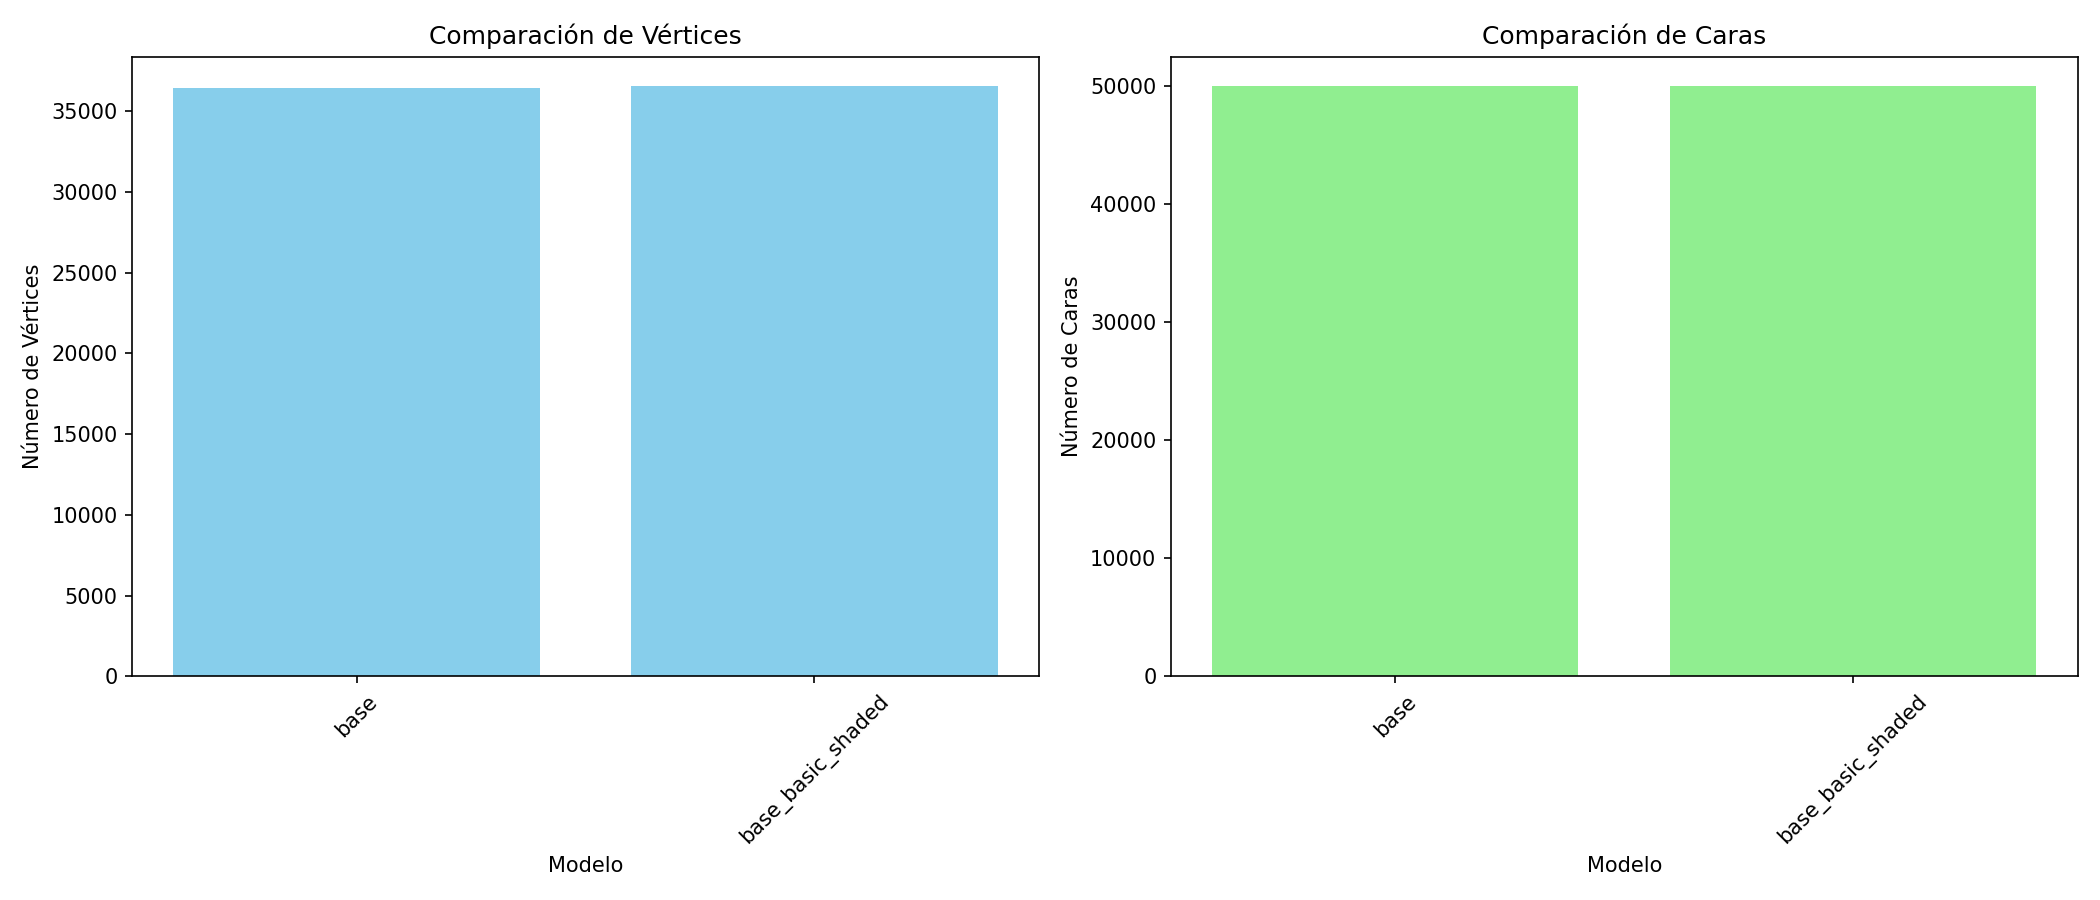 Comparación de Vértices
Número de Vértices
35000
30000
25000
20000
15000
10000
5000
0
base
base_basic_shaded
Modelo
Comparación de Caras
Número de Caras
50000
40000
30000
20000
10000
0
base
base_basic_shaded
Modelo